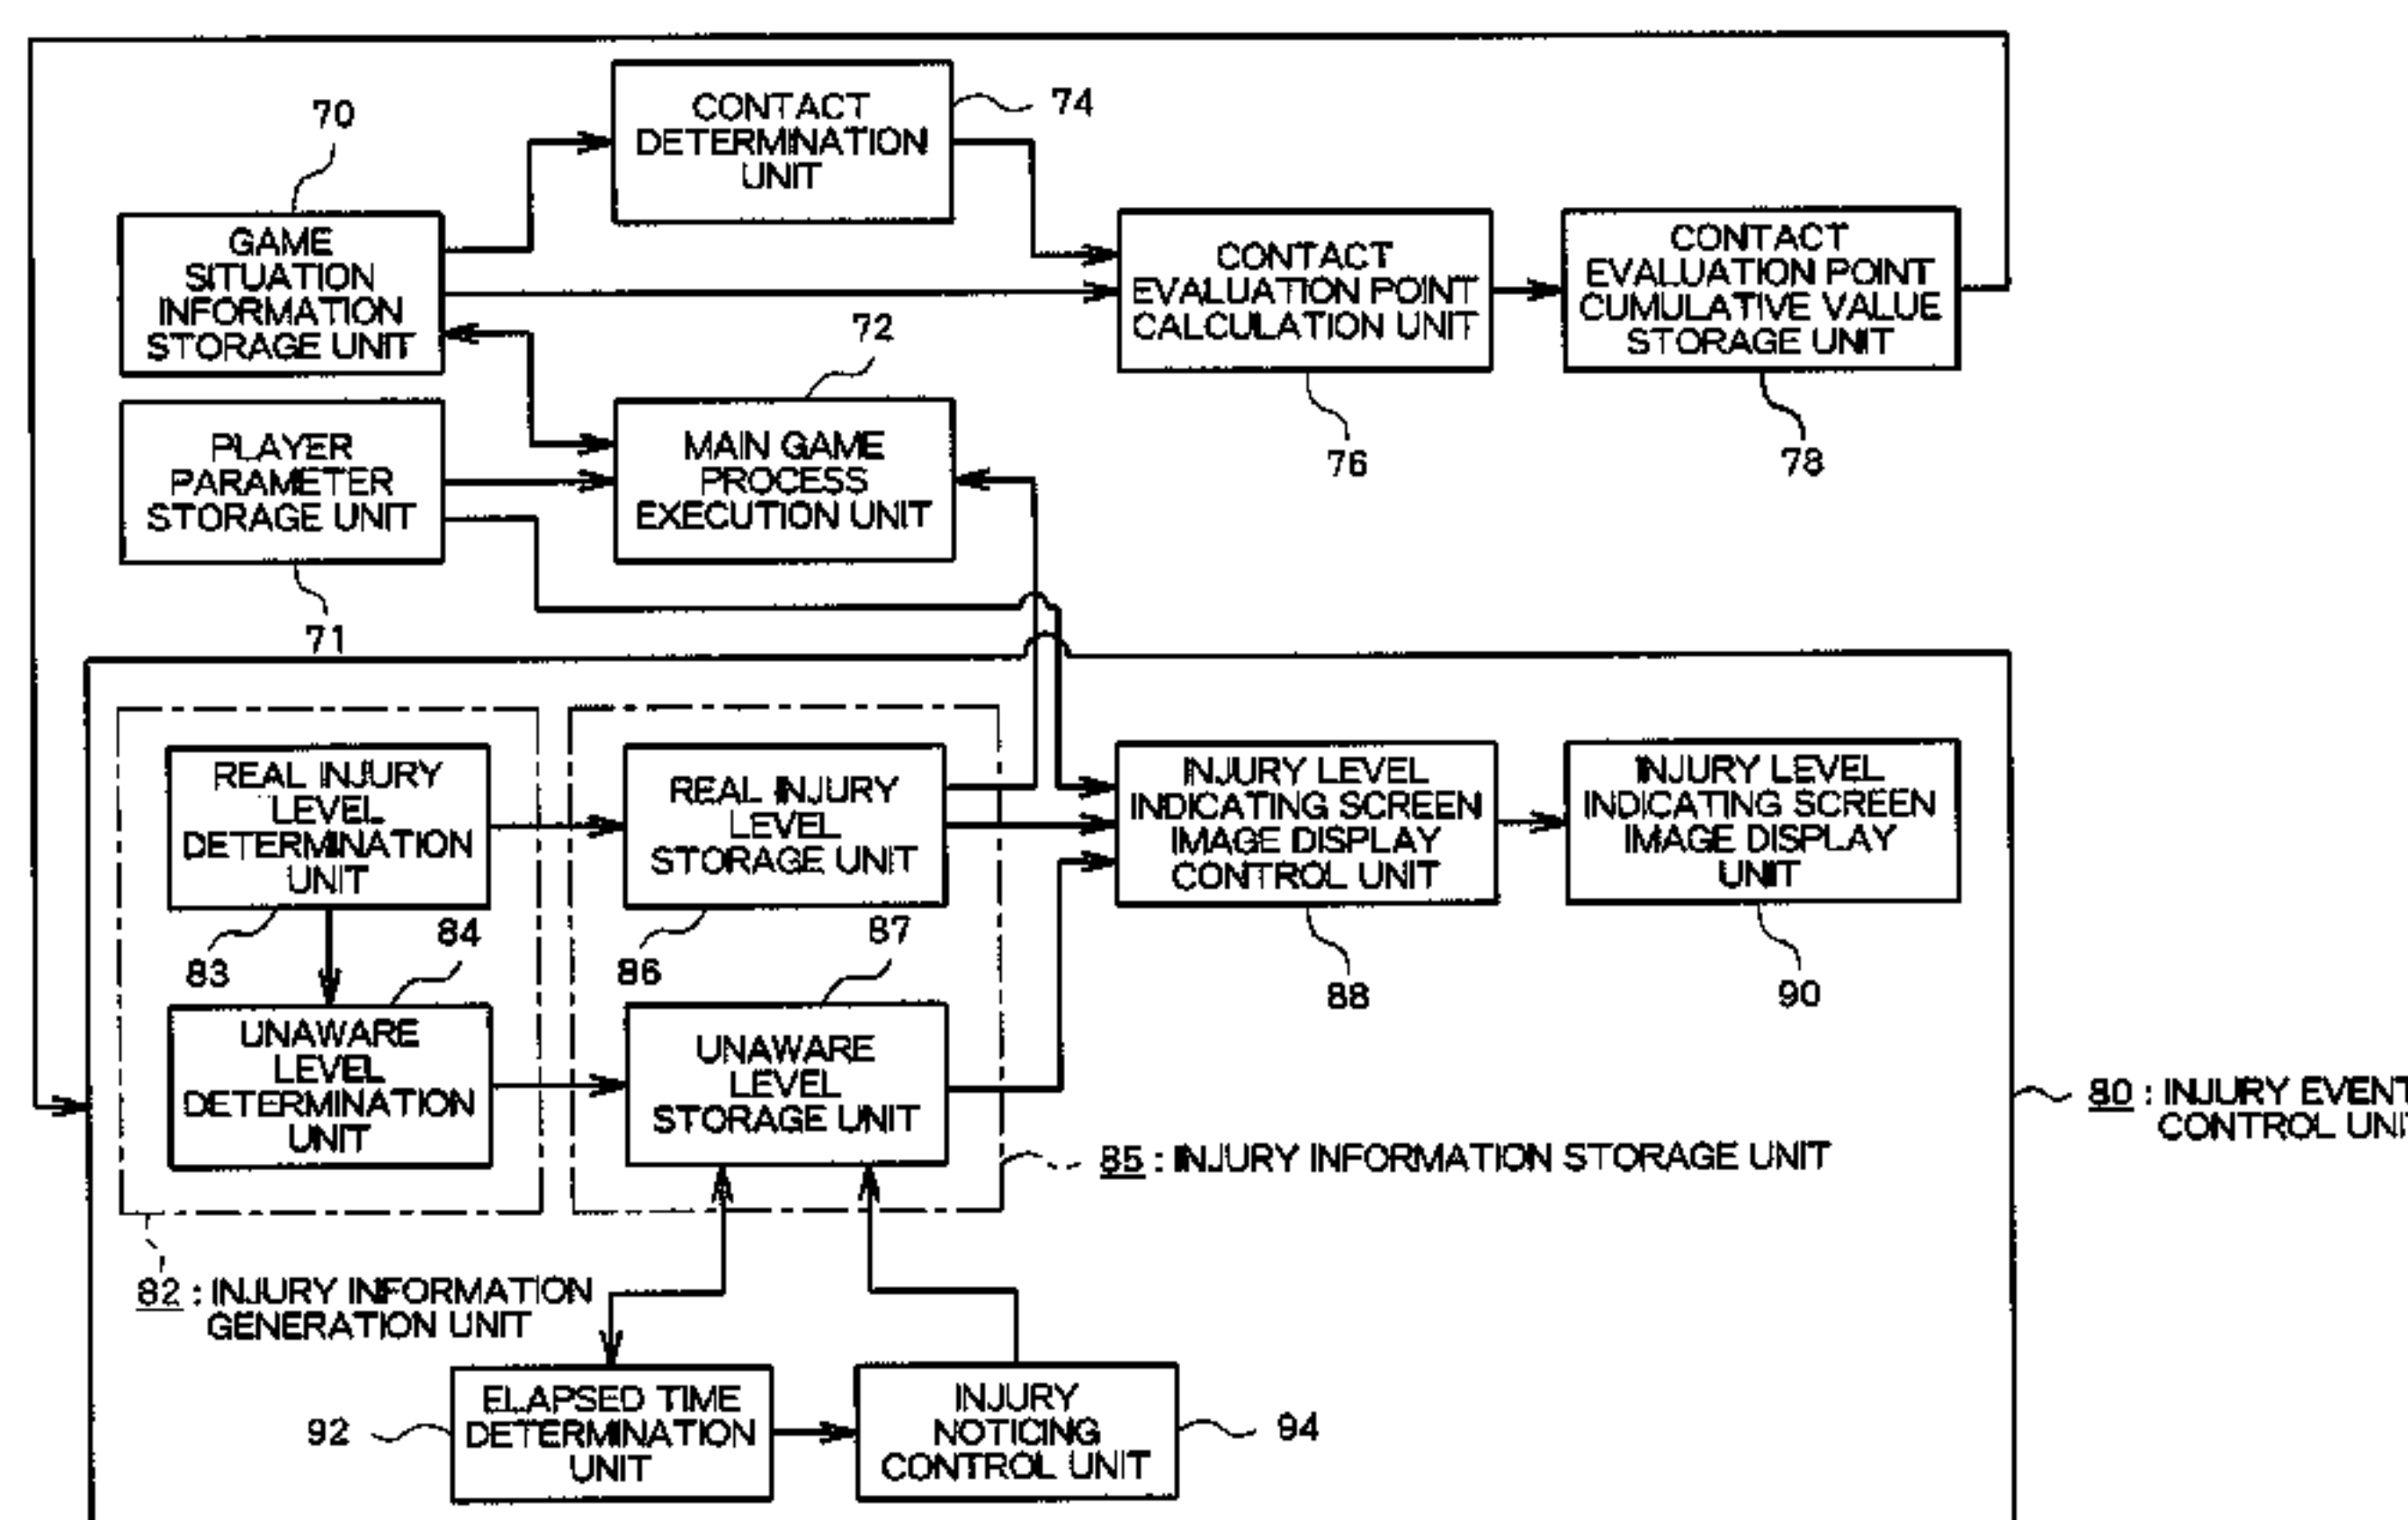 70
CONTACT
DETERMINATION
UNIT
74
GAME
SITUATION
INFORMATION
STORAGE UNIT
CONTACT
EVALUATION POINT
CALCULATION UNIT
76
CONTACT
EVALUATION POINT
CUMULATIVE VALUE
STORAGE UNIT
78
72
PLAYER
PARAMETER
STORAGE UNIT
71
MAIN GAME
PROCESS
EXECUTION UNIT
REAL INJURY
LEVEL
DETERMINATION
UNIT
83
84
REAL INJURY
LEVEL
STORAGE UNIT
86
87
INJURY LEVEL
INDICATING SCREEN
IMAGE DISPLAY
CONTROL UNIT
88
INJURY LEVEL
INDICATING SCREEN
IMAGE DISPLAY
UNIT
90
UNAWARE
LEVEL
DETERMINATION
UNIT
UNAWARE
LEVEL
STORAGE UNIT
80 : INJURY EVENT
CONTROL UNIT
85 : INJURY INFORMATION STORAGE UNIT
82 : INJURY INFORMATION
GENERATION UNIT
92
ELAPSED TIME
DETERMINATION
UNIT
INJURY
NOTICING
CONTROL UNIT
94